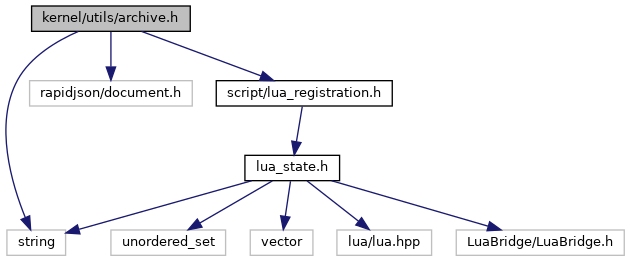 kernel/utils/archive.h
rapidjson/document.h
script/lua_registration.h
lua_state.h
string
unordered_set
vector
lua/lua.hpp
LuaBridge/LuaBridge.h